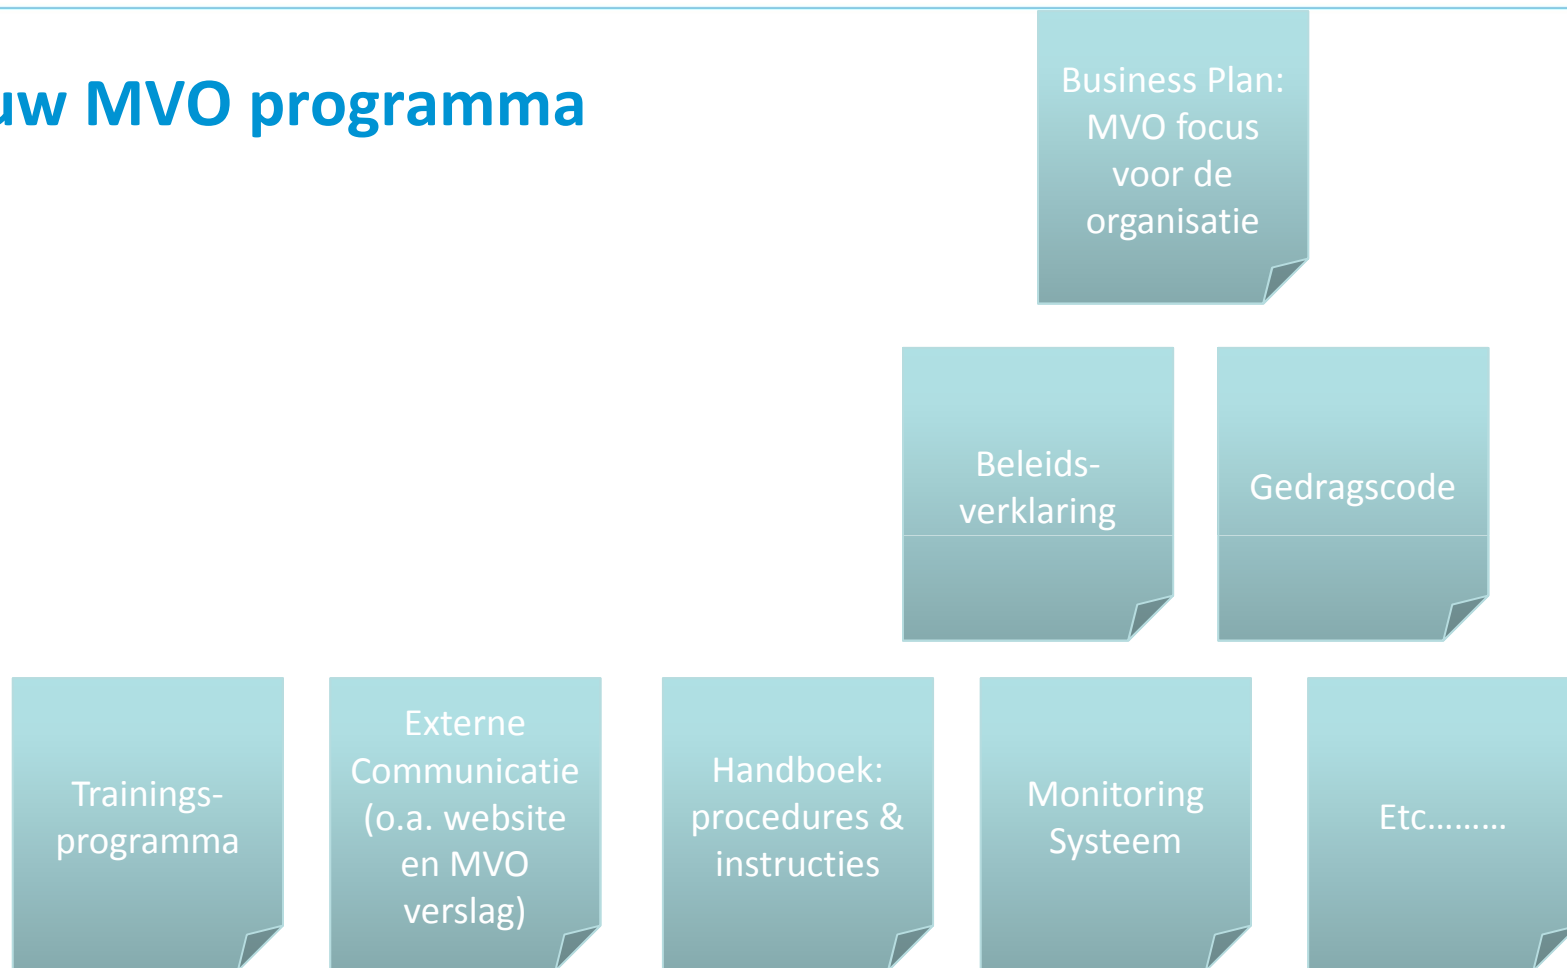 uw MVO programma
Business Plan:
MVO focus
voor de
organisatie
Beleids-
verklaring
Gedragscode
Trainings-
programma
Externe
Communicatie
(o.a. website
en MVO
verslag)
Handboek:
procedures &
instructies
Monitoring
Systeem
Etc………